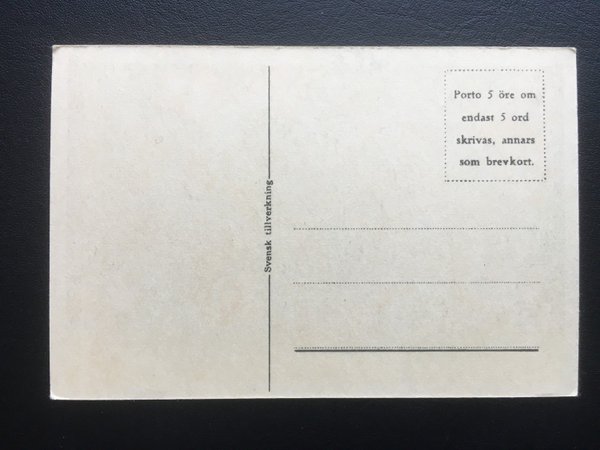 Svensk tillverkning
Porto 5 öre om
endast 5 ord
skrivas, annars
som brevkort.